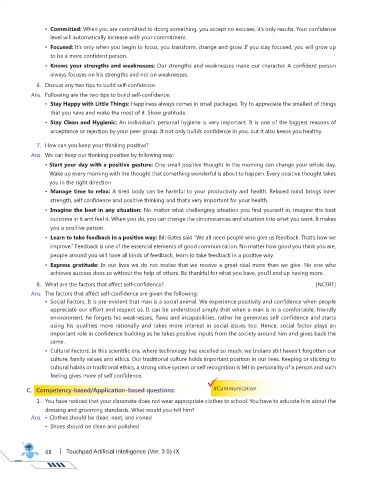 • Committed: When you are committed to doing something, you accept no excuses, it's only results. Your confidence
level will automatically increase with your commitment.
• Focused: It's only when you begin to focus, you transform, change and grow. If you stay focused, you will grow up
to be a more confident person.
• Knows your strengths and weaknesses: Our strengths and weaknesses make our character. A confident person
always focuses on his strengths and not on weaknesses.
6. Discuss any two tips to build self-confidence.
Ans. Following are the two tips to build self-confidence:
• Stay Happy with Little Things: Happiness always comes in small packages. Try to appreciate the smallest of things
that you have and make the most of it. Show gratitude.
• Stay Clean and Hygienic: An individual's personal hygiene is very important. It is one of the biggest reasons of
acceptance or rejection by your peer group. It not only builds confidence in you, but it also keeps you healthy.
7. How can you keep your thinking positive?
Ans. We can keep our thinking positive by following way:
• Start your day with a positive gesture: One small positive thought in the morning can change your whole day.
Wake up every morning with the thought that something wonderful is about to happen. Every positive thought takes
you in the right direction
• Manage time to relax: A tired body can be harmful to your productivity and health. Relaxed mind brings inner
strength, self confidence and positive thinking and that's very important for your health.
• Imagine the best in any situation: No matter what challenging situation you find yourself in, imagine the best
outcome in it and feel it. When you do, you can change the circumstances and situation into what you want. It makes
you a positive person.
• Learn to take feedback in a positive way: Bill Gates said "We all need people who give us feedback. That's how we
improve." Feedback is one of the essential elements of good communication. No matter how good you think you are,
people around you will have all kinds of feedback, learn to take feedback in a positive way.
• Express gratitude: In our lives we do not realise that we receive a great deal more than we give. No one who
achieves success does so without the help of others. Be thankful for what you have, you'll end up having more.
8. What are the factors that affect self-confidence? [NCERT]
Ans. The factors that affect self-confidence are given the following:
• Social Factors: It is pre-evident that man is a social animal. We experience positivity and confidence when people
appreciate our effort and respect us. It can be understood simply that when a man is in a comfortable, friendly
environment, he forgets his weaknesses, flaws and incapabilities, rather he generates self confidence and starts
using his qualities more rationally and takes more interest in social issues too. Hence, social factor plays an
important role in confidence building as he takes positive inputs from the society around him and gives back the
same.
• Cultural Factors: In this scientific era, where technology has excelled so much, we Indians still haven't forgotten our
culture, family values and ethics. Our traditional culture holds important position in our lives. Keeping or sticking to
cultural habits or traditional ethics, a strong value system or self recognition is felt in personality of a person and such
feeling gives more of self confidence.
C. Competency-based/Application-based questions: #Communication
1. You have noticed that your classmate does not wear appropriate clothes to school. You have to educate him about the
dressing and grooming standards. What would you tell him?
Ans. • Clothes should be clean, neat, and ironed
• Shoes should be clean and polished
68 | Touchpad Artificial Intelligence (Ver. 3.0)-IX